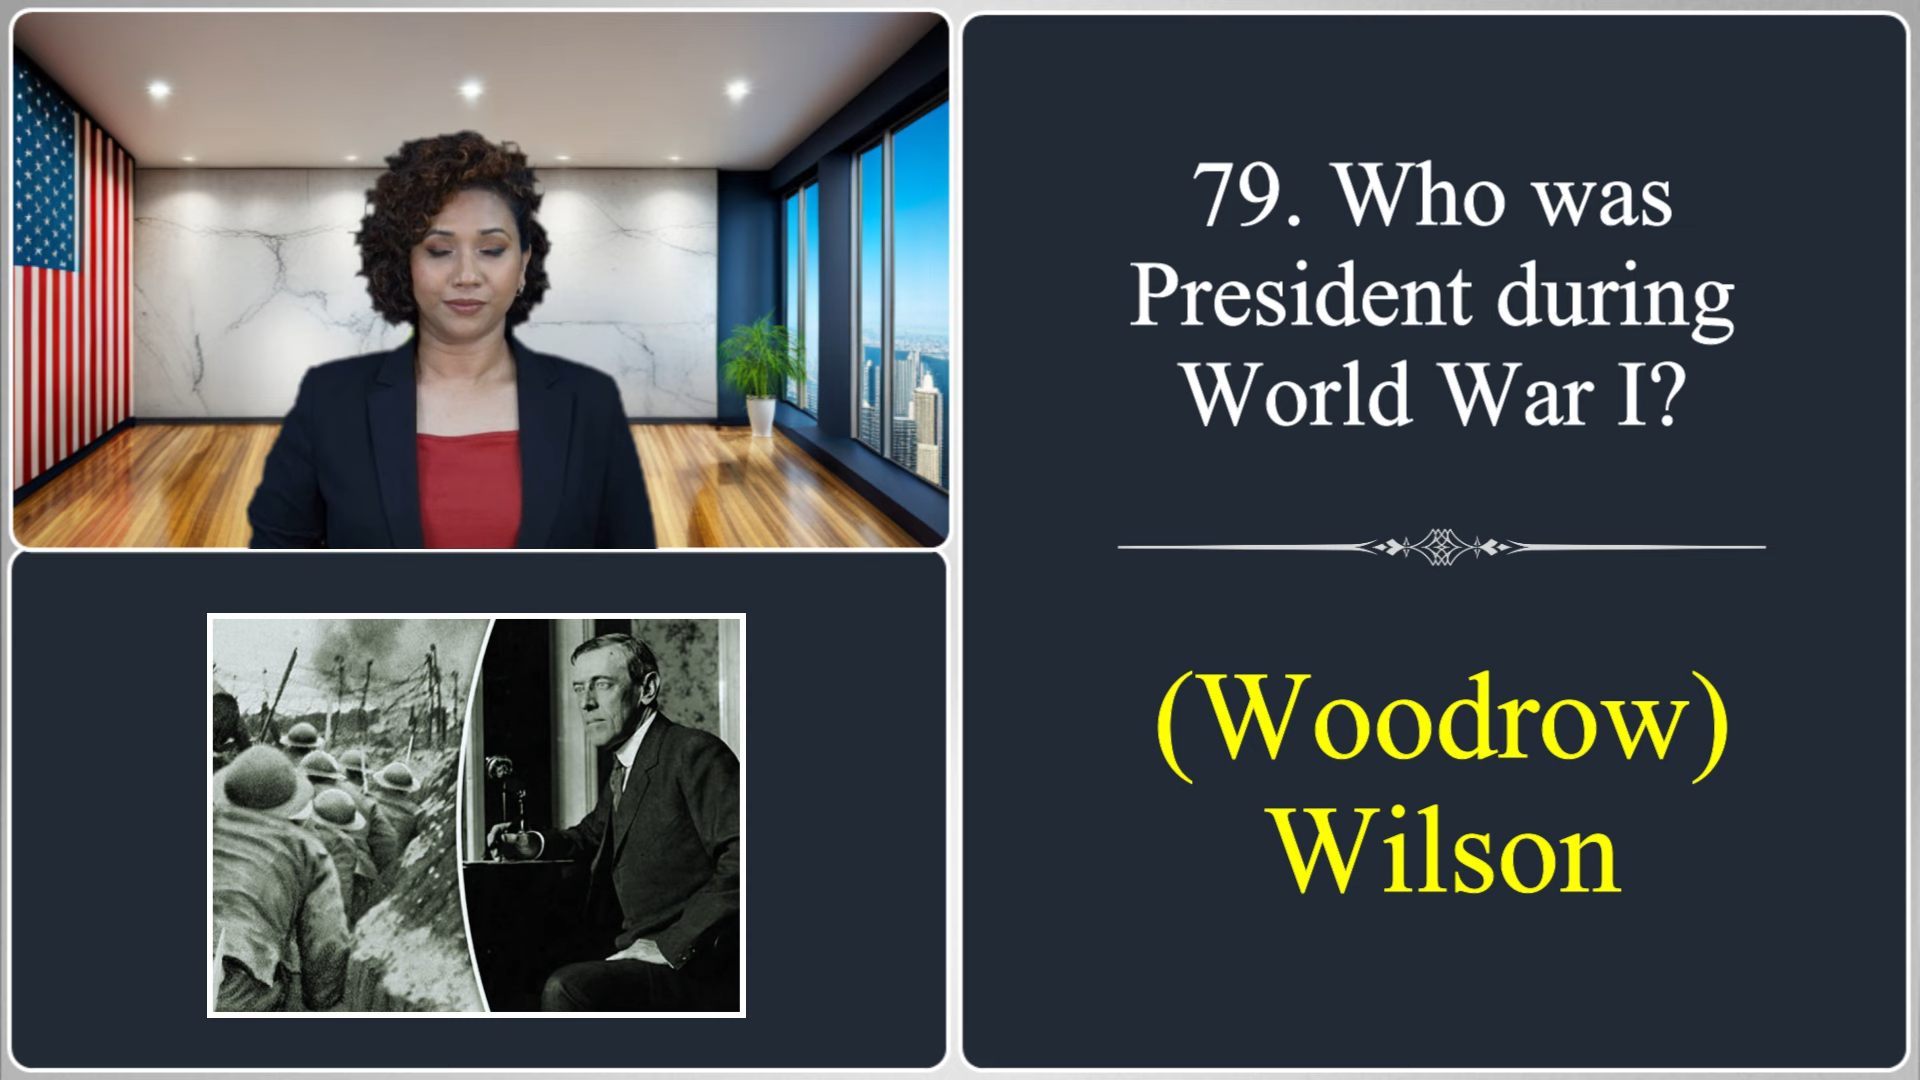 79. Who was
President during
World War I?
(Woodrow)
Wilson